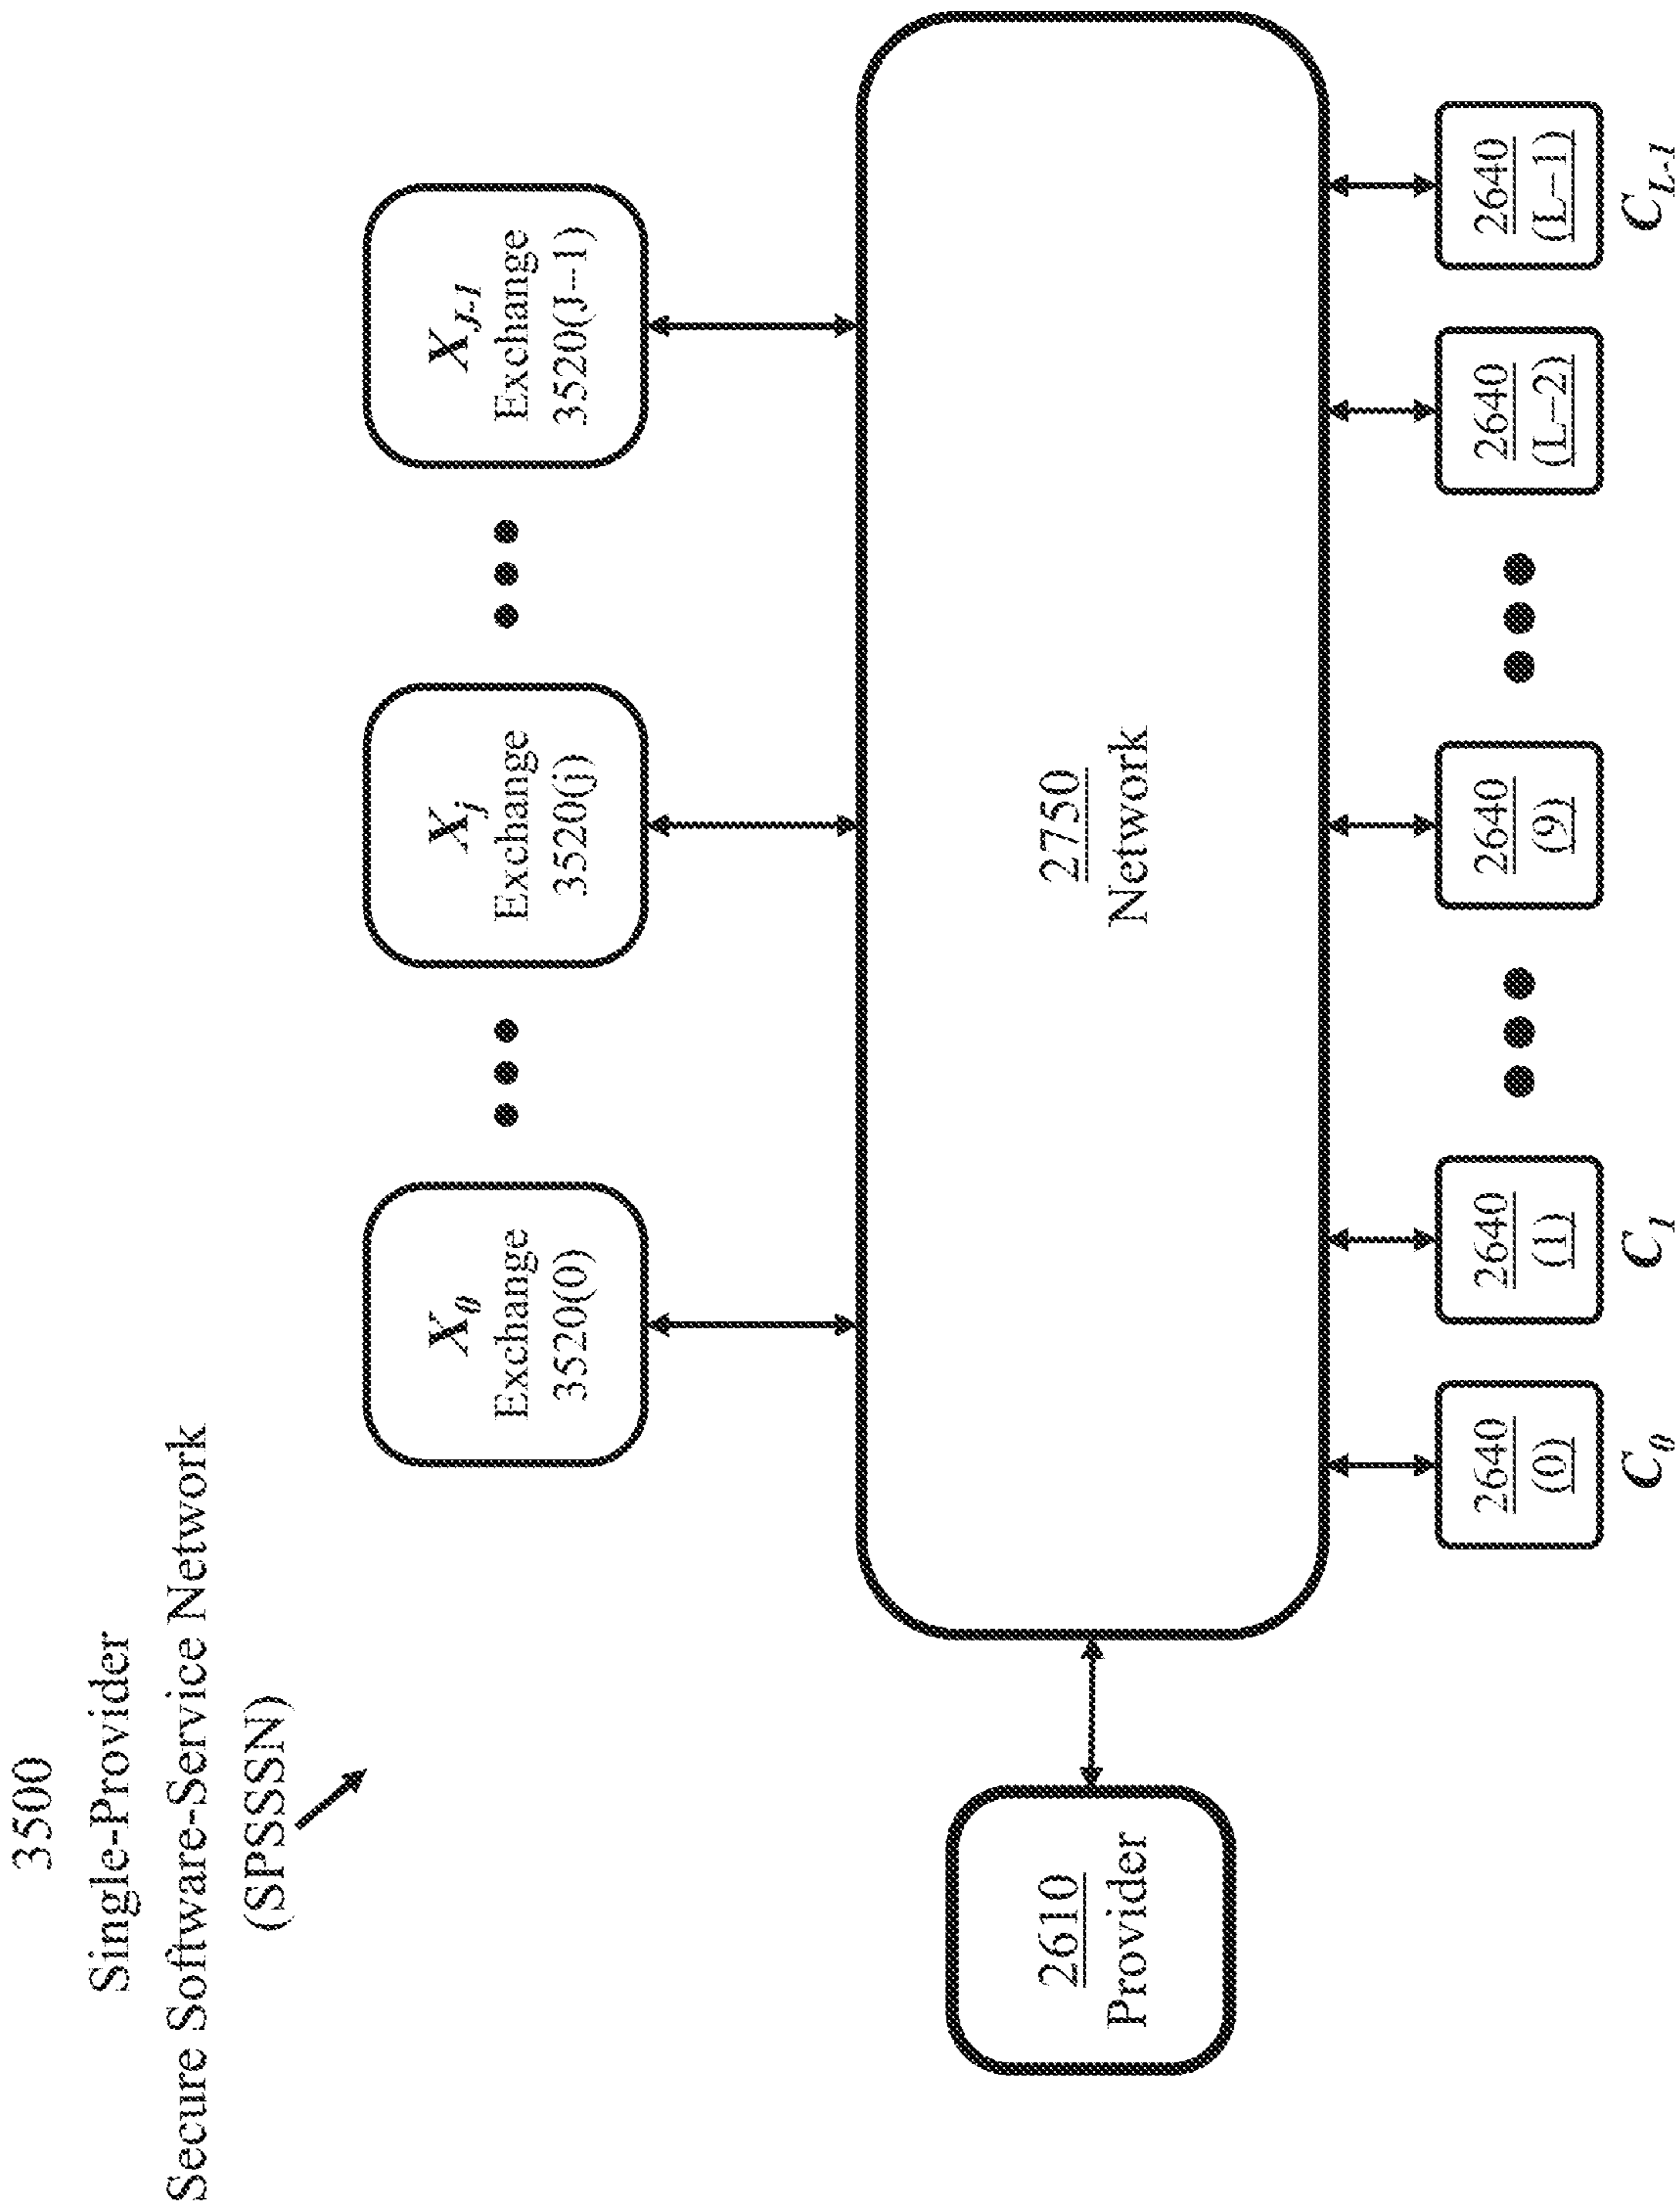 3500
Single-Provider
Secure Software-Service Network
(SPSSSN)
X0
Exchange
3520(0)
Xj
Exchange
3520(j)
XJ-1
Exchange
3520(J--1)
2610
Provider
2750
Network
2640
(0)
2640
(1)
2640
(9)
2640
(L--2)
2640
(L--1)
C0
C1
CL-1